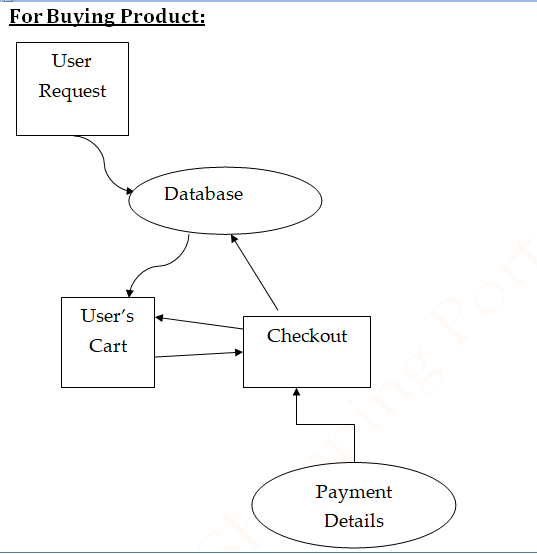 For Buying Product:
User
Request
Database
User's
Cart
Checkout
Payment
Details